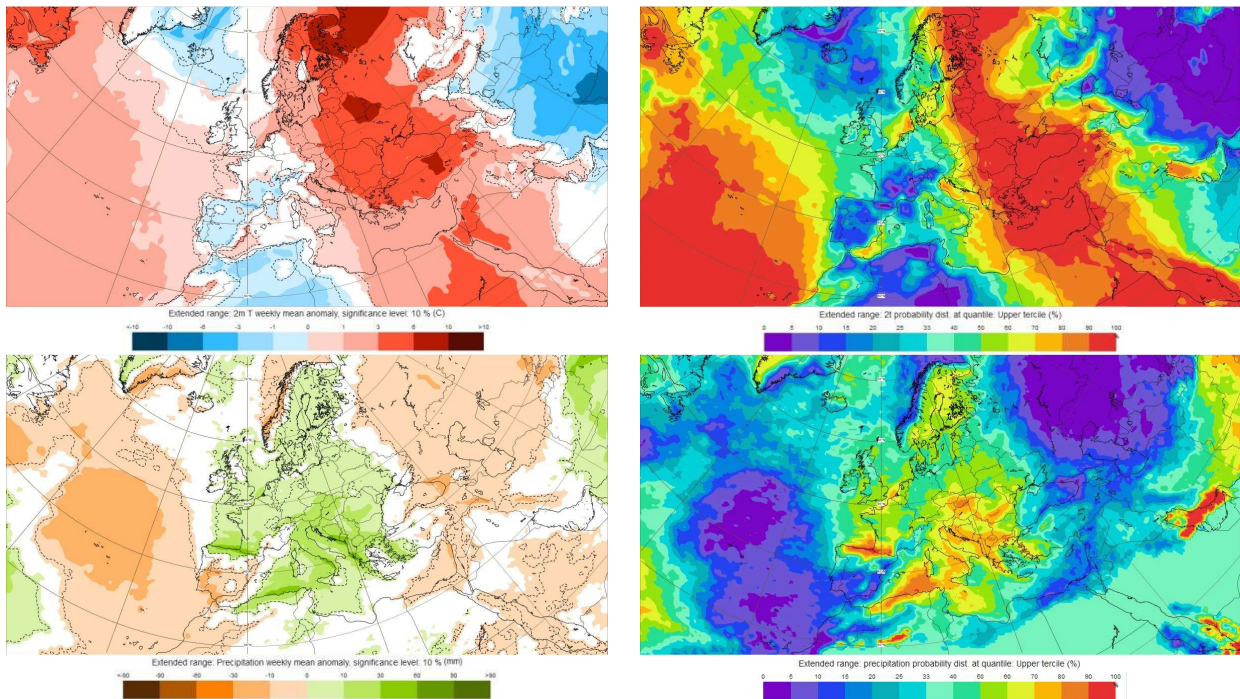 Extended range: 2m T weekly mean anomaly, significance level: 10 % (C)
<-10 -10 -6 -3 -1 1 3 6 10 >10
Extended range: 2t probability dist. at quantile: Upper tercile (%)
0 5 10 15 20 25 30 35 40 50 60 70 80 90 100
%
Extended range: Precipitation weekly mean anomaly, significance level: 10 % (mm)
<-90 -90 -60 -30 -10 0 10 30 60 90 >90
Extended range: precipitation probability dist. at quantile: Upper tercile (%)
0 5 10 15 20 25 30 35 40 50 60 70 80 90 100
%